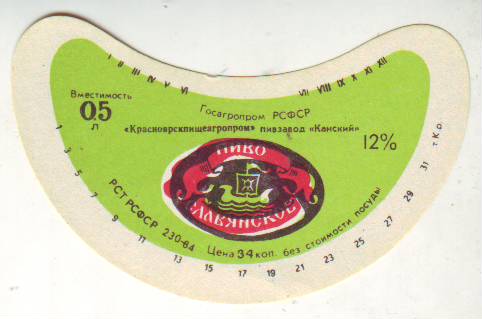 I II III IV V VI VII VIII IX X XI XII
Вместимость
0,5
л
Госагропром РСФСР
«Красноярскпищеагропром» пивзавод «Канский»
12%
ПИВО
СЛАВЯНСКОЕ
РСТ РСФСР 230-84 Цена 34 коп. без стоимости посуды
1 3 5 7 9 11 13 15 17 19 21 23 25 27 29 31 т.Кр.